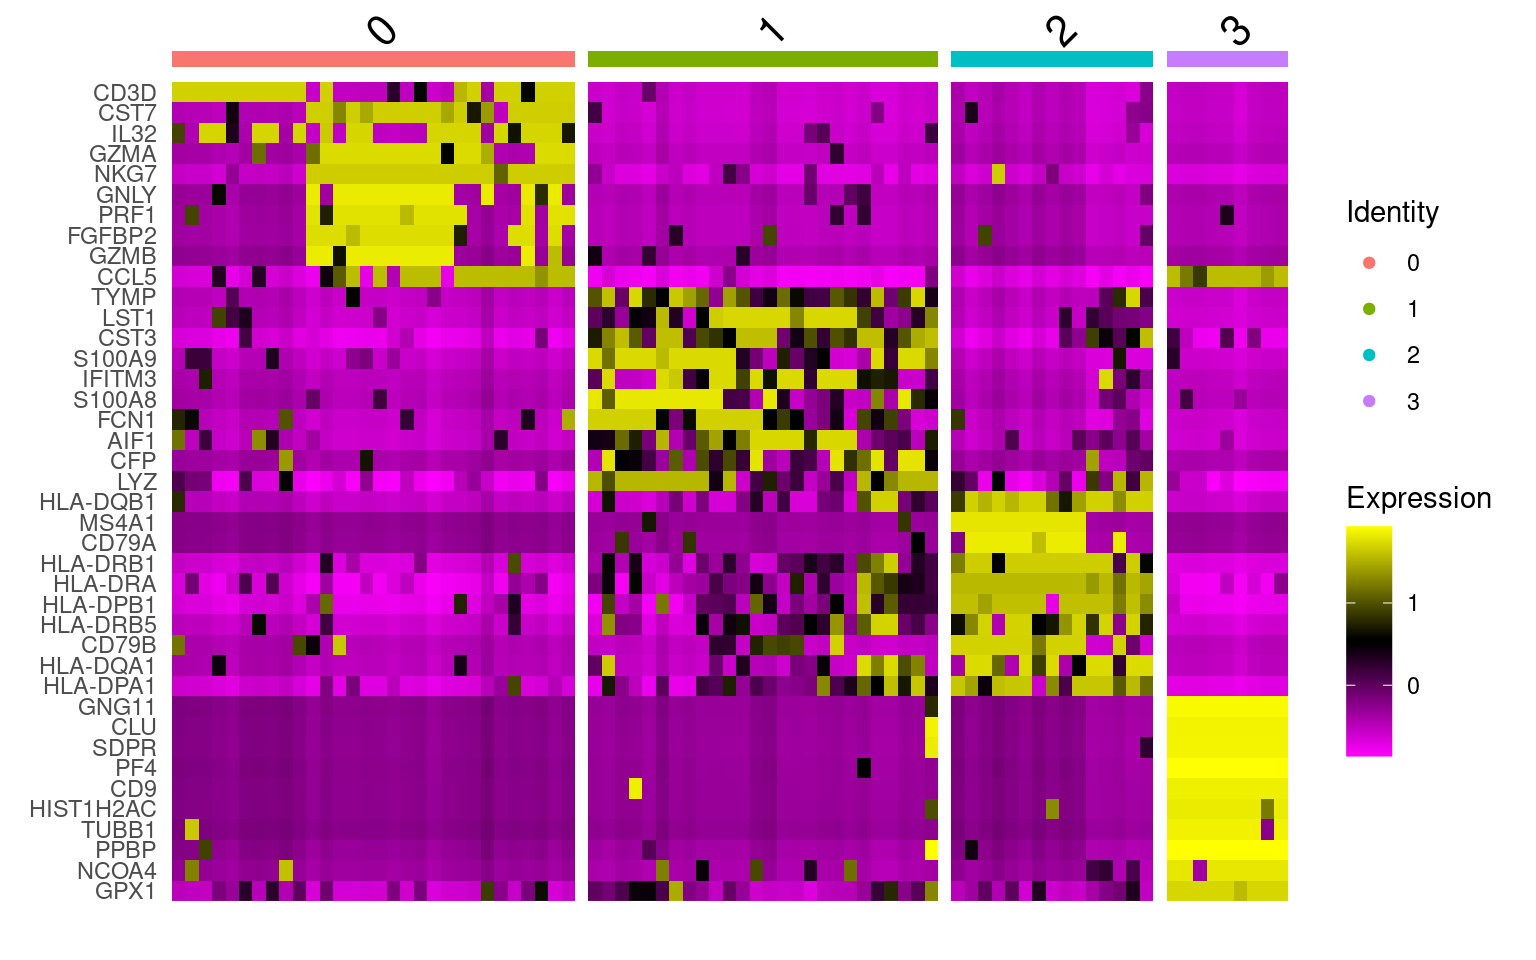 0 1 2 3
CD3D
CST7
IL32
GZMA
NKG7
GNLY
PRF1
FGFBP2
GZMB
CCL5
TYMP
LST1
CST3
S100A9
IFITM3
S100A8
FCN1
AIF1
CFP
LYZ
HLA-DQB1
MS4A1
CD79A
HLA-DRB1
HLA-DRA
HLA-DPB1
HLA-DRB5
CD79B
HLA-DQA1
HLA-DPA1
GNG11
CLU
SDPR
PF4
CD9
HIST1H2AC
TUBB1
PPBP
NCOA4
GPX1
Identity
0
1
2
3
Expression
1
0